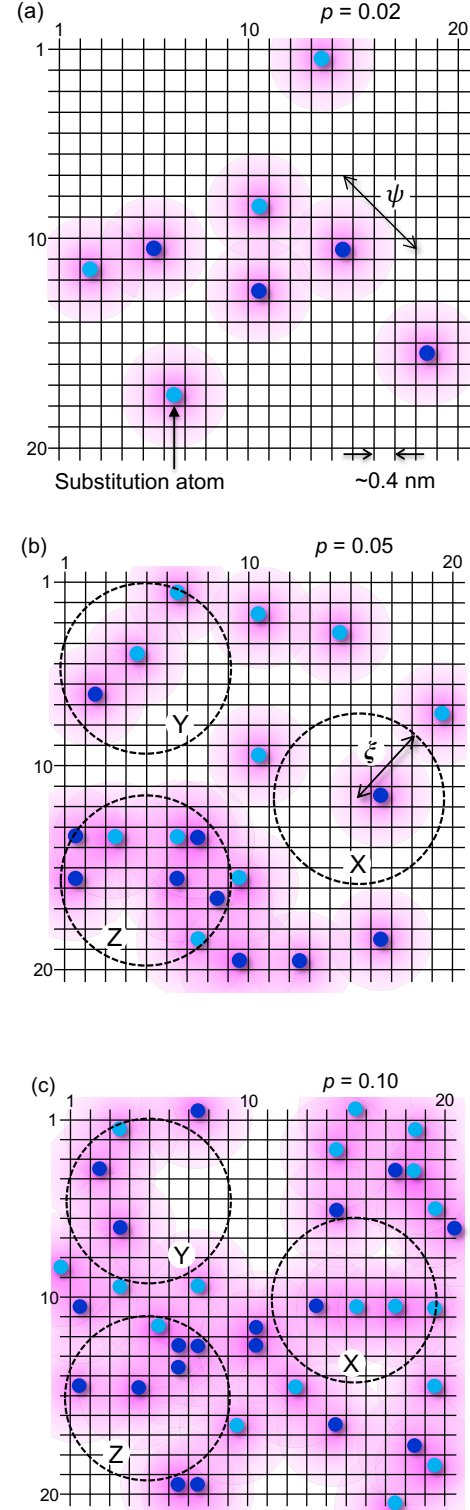 (a)
p = 0.02
1 10 20
1
ψ
10
20
Substitution atom
~0.4 nm
(b)
p = 0.05
1 10 20
1
Y
ξ
10
X
Z
20
(c)
p = 0.10
1 10 20
1
Y
10
X
Z
20